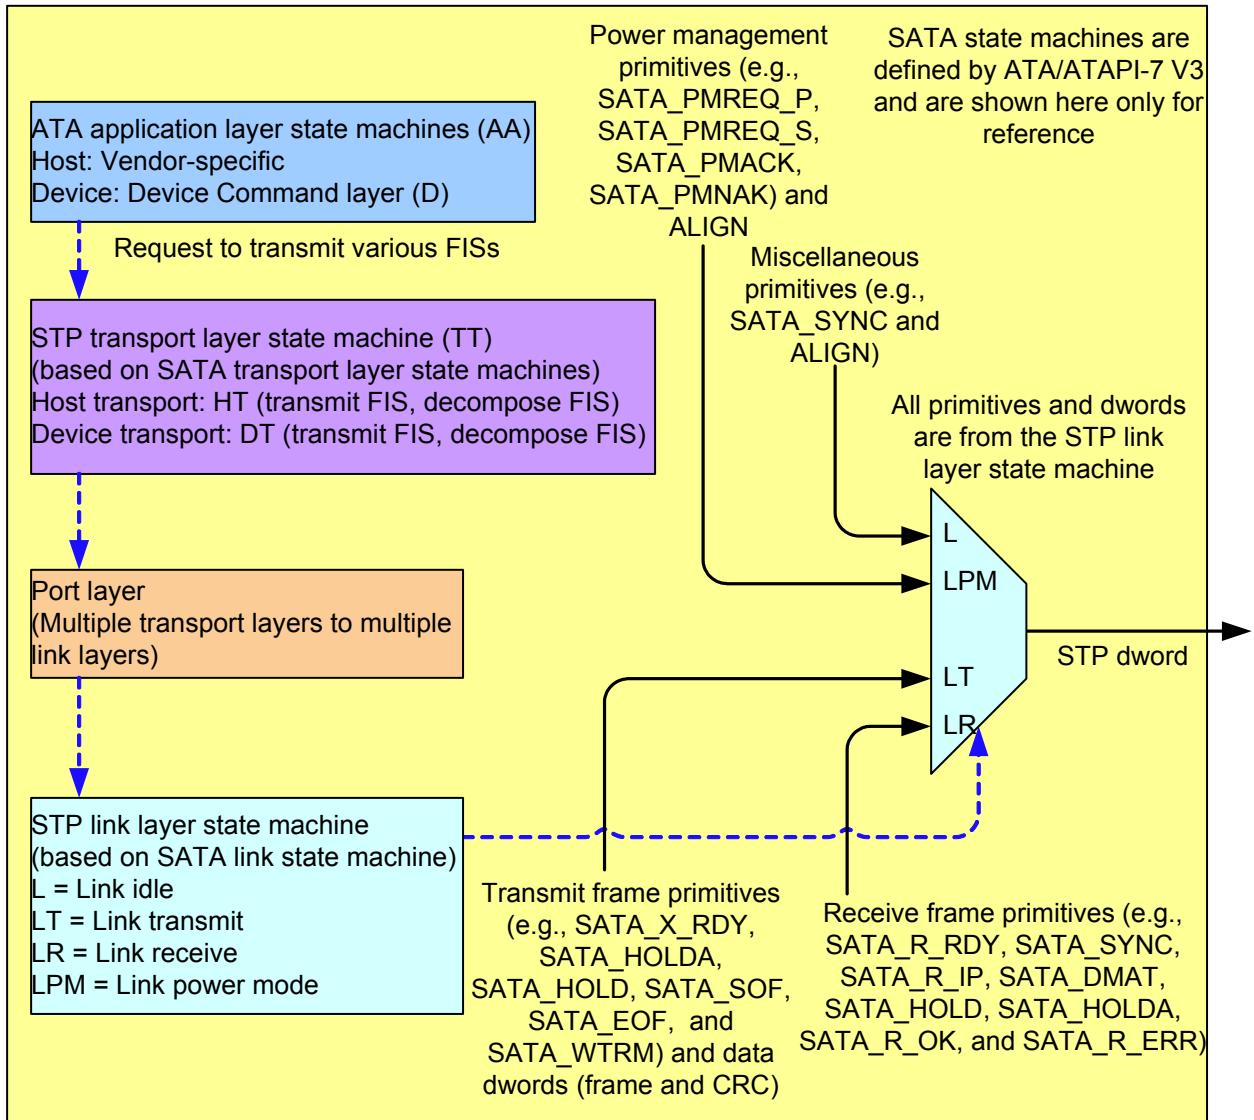 Power management
primitives (e.g.,
SATA_PMREQ_P,
SATA_PMREQ_S,
SATA_PMACK,
SATA_PMNAK) and
ALIGN
SATA state machines are
defined by ATA/ATAPI-7 V3
and are shown here only for
reference
ATA application layer state machines (AA)
Host: Vendor-specific
Device: Device Command layer (D)
Request to transmit various FISs
Miscellaneous
primitives (e.g.,
SATA_SYNC and
ALIGN)
STP transport layer state machine (TT)
(based on SATA transport layer state machines)
Host transport: HT (transmit FIS, decompose FIS)
Device transport: DT (transmit FIS, decompose FIS)
All primitives and dwords
are from the STP link
layer state machine
L
LPM
LT
LR
STP dword
Port layer
(Multiple transport layers to multiple
link layers)
STP link layer state machine
(based on SATA link state machine)
L = Link idle
LT = Link transmit
LR = Link receive
LPM = Link power mode
Transmit frame primitives
(e.g., SATA_X_RDY,
SATA_HOLDA,
SATA_HOLD, SATA_SOF,
SATA_EOF, and
SATA_WTRM) and data
dwords (frame and CRC)
Receive frame primitives (e.g.,
SATA_R_RDY, SATA_SYNC,
SATA_R_IP, SATA_DMAT,
SATA_HOLD, SATA_HOLDA,
SATA_R_OK, and SATA_R_ERR)